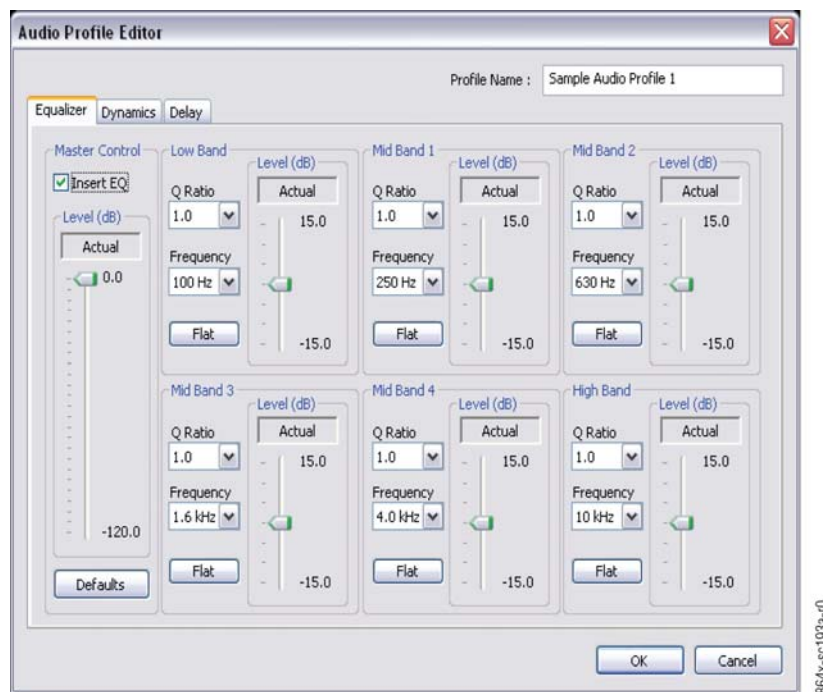 Audio Profile Editor
Profile Name : Sample Audio Profile 1
Equalizer Dynamics Delay
Master Control
Insert EQ
Level (dB)
Actual
0.0
-120.0
Defaults
Low Band
Q Ratio
1.0
Frequency
100 Hz
Flat
Level (dB)
Actual
15.0
-15.0
Mid Band 1
Q Ratio
1.0
Frequency
250 Hz
Flat
Level (dB)
Actual
15.0
-15.0
Mid Band 2
Q Ratio
1.0
Frequency
630 Hz
Flat
Level (dB)
Actual
15.0
-15.0
Mid Band 3
Q Ratio
1.0
Frequency
1.6 kHz
Flat
Level (dB)
Actual
15.0
-15.0
Mid Band 4
Q Ratio
1.0
Frequency
4.0 kHz
Flat
Level (dB)
Actual
15.0
-15.0
High Band
Q Ratio
1.0
Frequency
10 kHz
Flat
Level (dB)
Actual
15.0
-15.0
OK Cancel